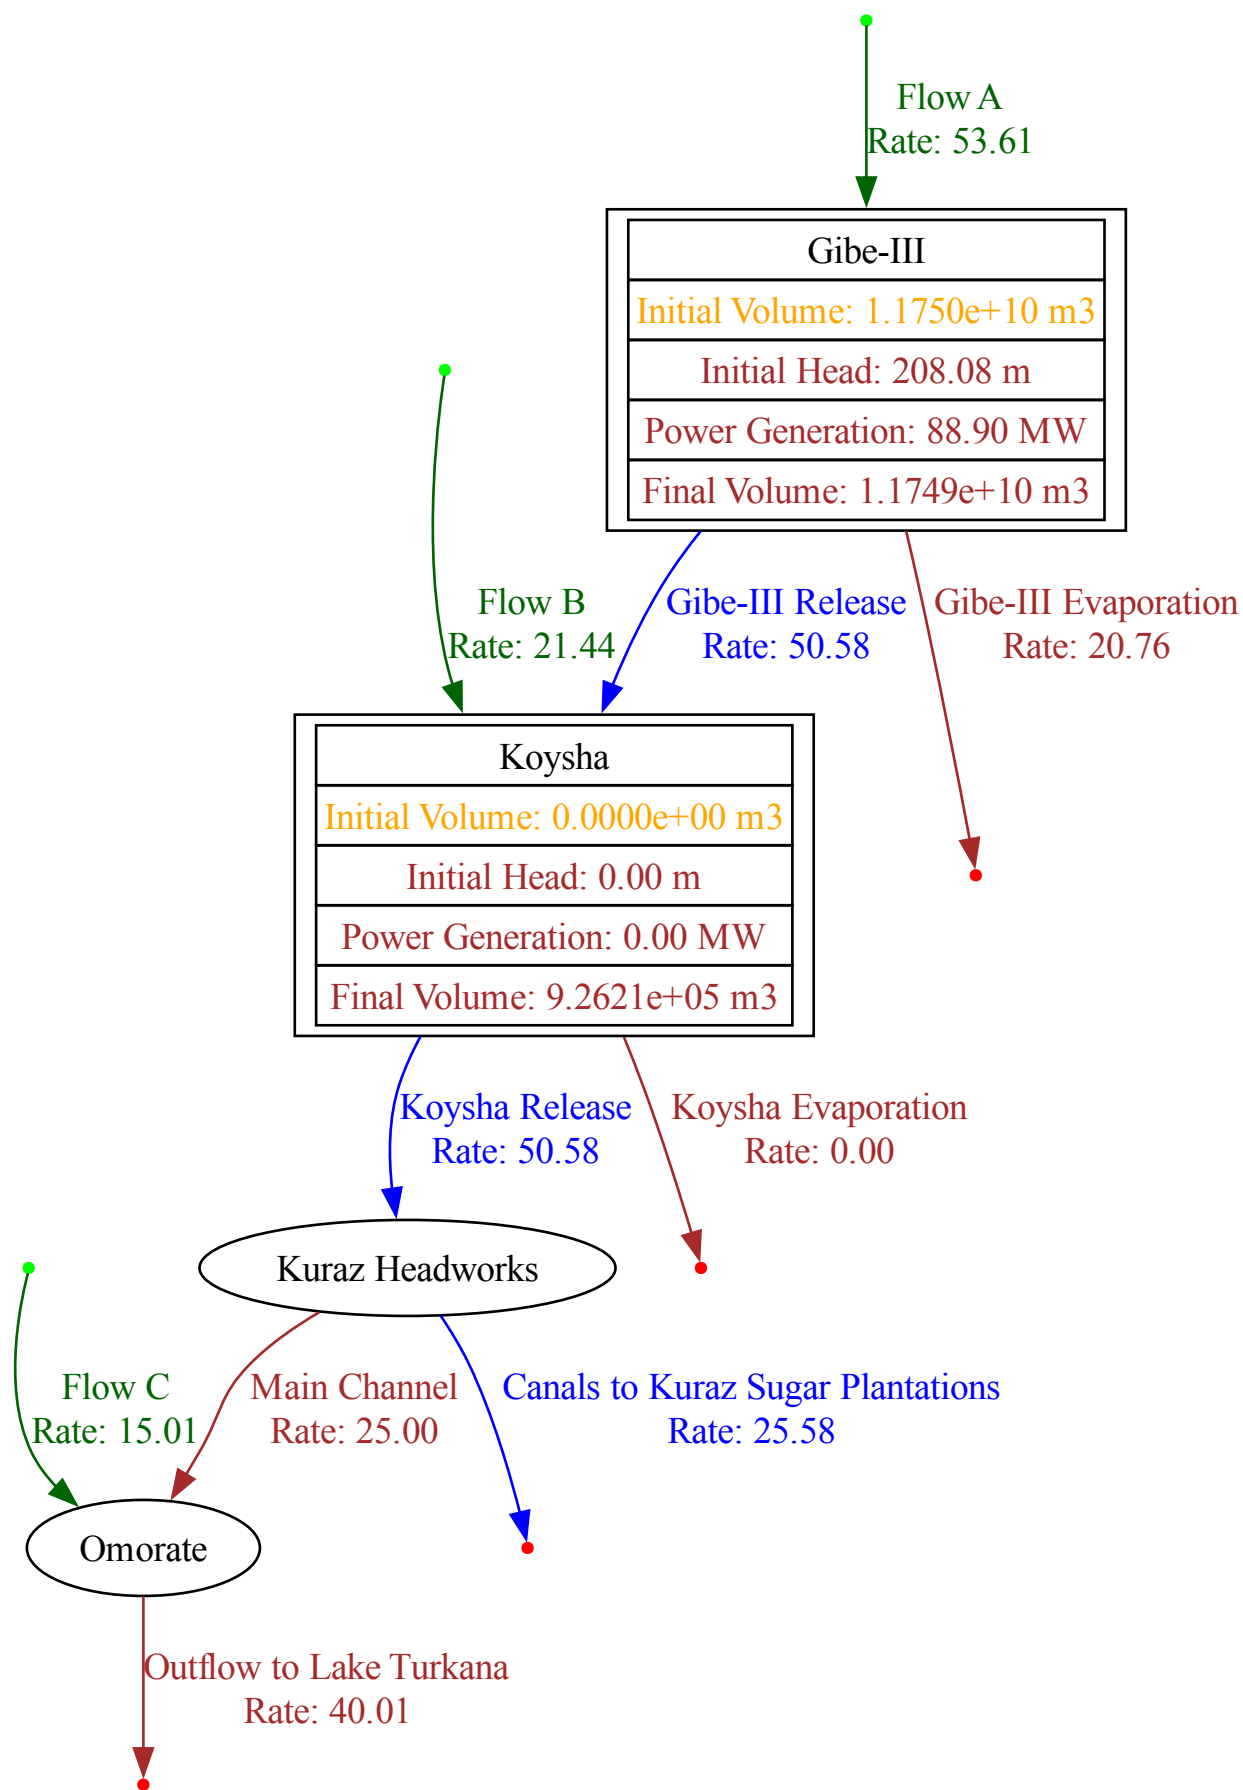 Flow A
Rate: 53.61
Gibe-III
Initial Volume: 1.1750e+10 m3
Initial Head: 208.08 m
Power Generation: 88.90 MW
Final Volume: 1.1749e+10 m3
Flow B
Rate: 21.44
Gibe-III Release
Rate: 50.58
Gibe-III Evaporation
Rate: 20.76
Koysha
Initial Volume: 0.0000e+00 m3
Initial Head: 0.00 m
Power Generation: 0.00 MW
Final Volume: 9.2621e+05 m3
Koysha Release
Rate: 50.58
Koysha Evaporation
Rate: 0.00
Kuraz Headworks
Flow C
Rate: 15.01
Main Channel
Rate: 25.00
Canals to Kuraz Sugar Plantations
Rate: 25.58
Omorate
Outflow to Lake Turkana
Rate: 40.01